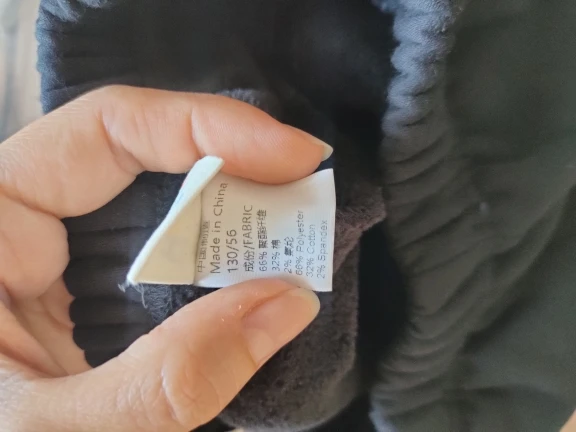 中国制造
Made in China
130/56
成份/FABRIC
66% 聚酯纤维
32% 棉
2% 氨纶
66% Polyester
32% Cotton
2% Spandex